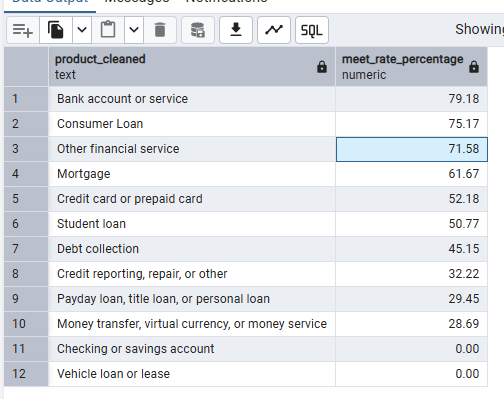 Data Output Messages Notifications
SQL Showing
product_cleaned meet_rate_percentage
text numeric
1 Bank account or service 79.18
2 Consumer Loan 75.17
3 Other financial service 71.58
4 Mortgage 61.67
5 Credit card or prepaid card 52.18
6 Student loan 50.77
7 Debt collection 45.15
8 Credit reporting, repair, or other 32.22
9 Payday loan, title loan, or personal loan 29.45
10 Money transfer, virtual currency, or money service 28.69
11 Checking or savings account 0.00
12 Vehicle loan or lease 0.00